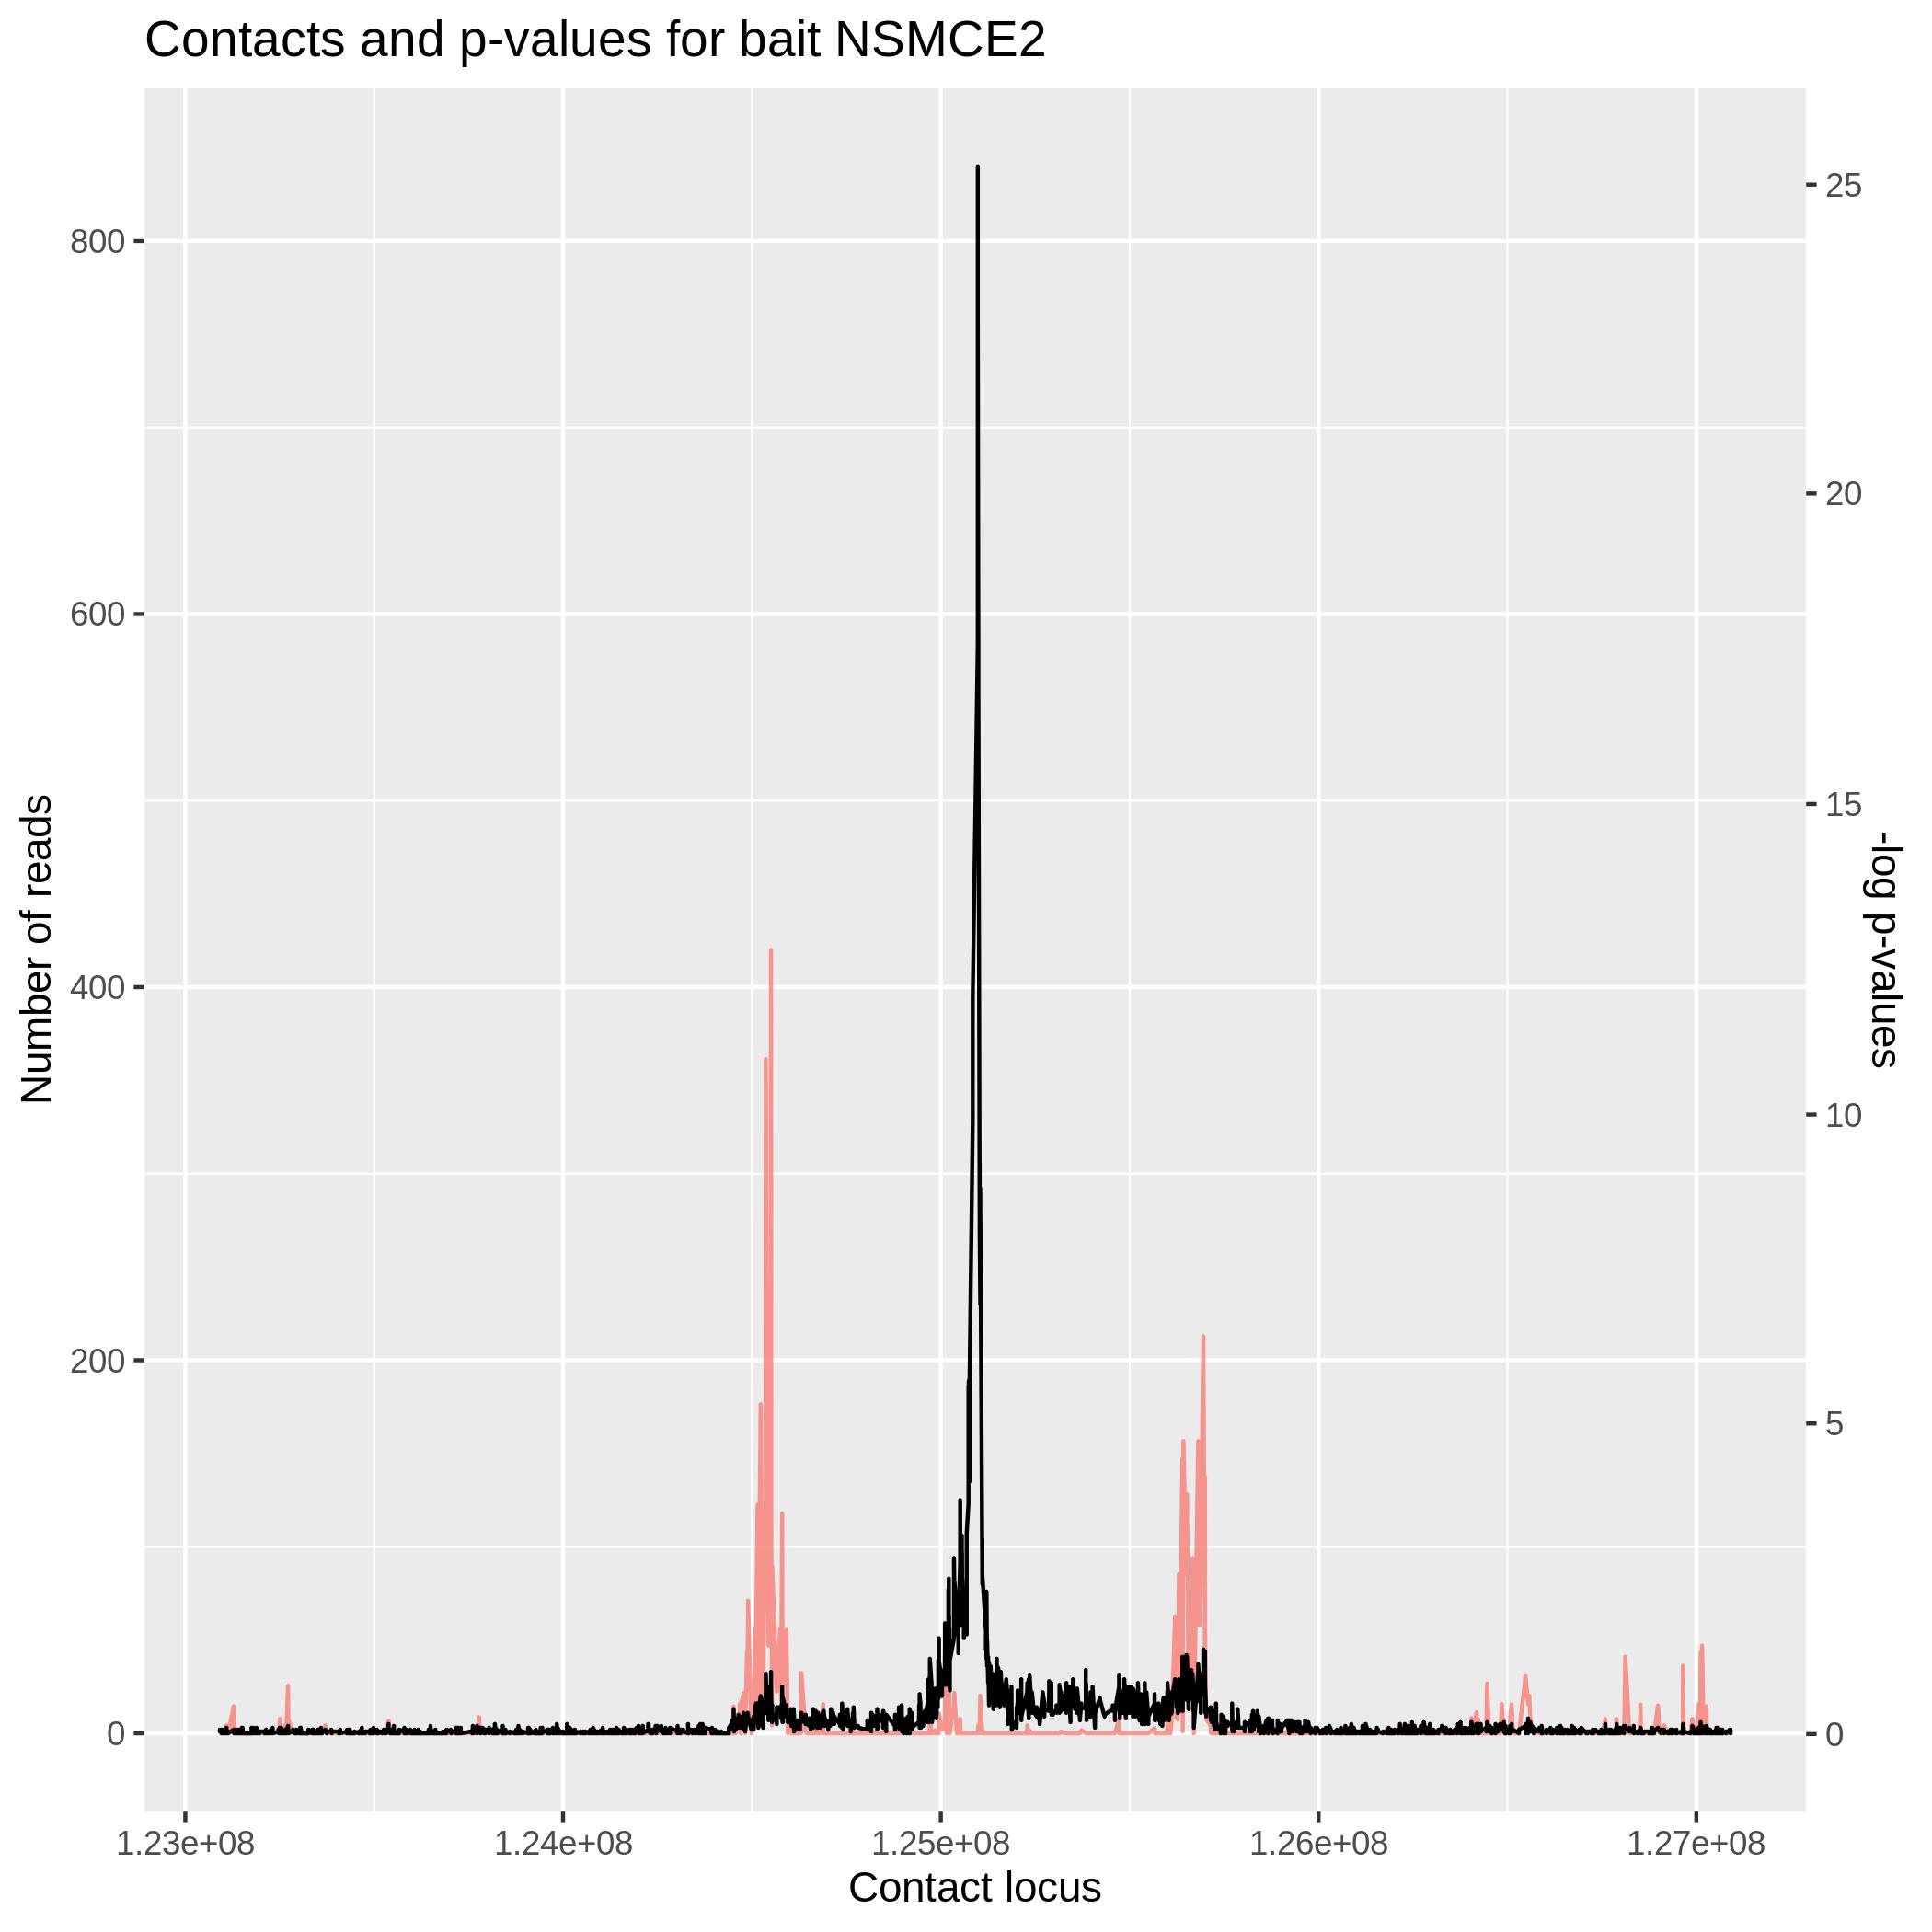 Contacts and p-values for bait NSMCE2
Number of reads
800
600
400
200
0
25
20
15
10
5
0
-log p-values
1.23e+08
1.24e+08
1.25e+08
1.26e+08
1.27e+08
Contact locus